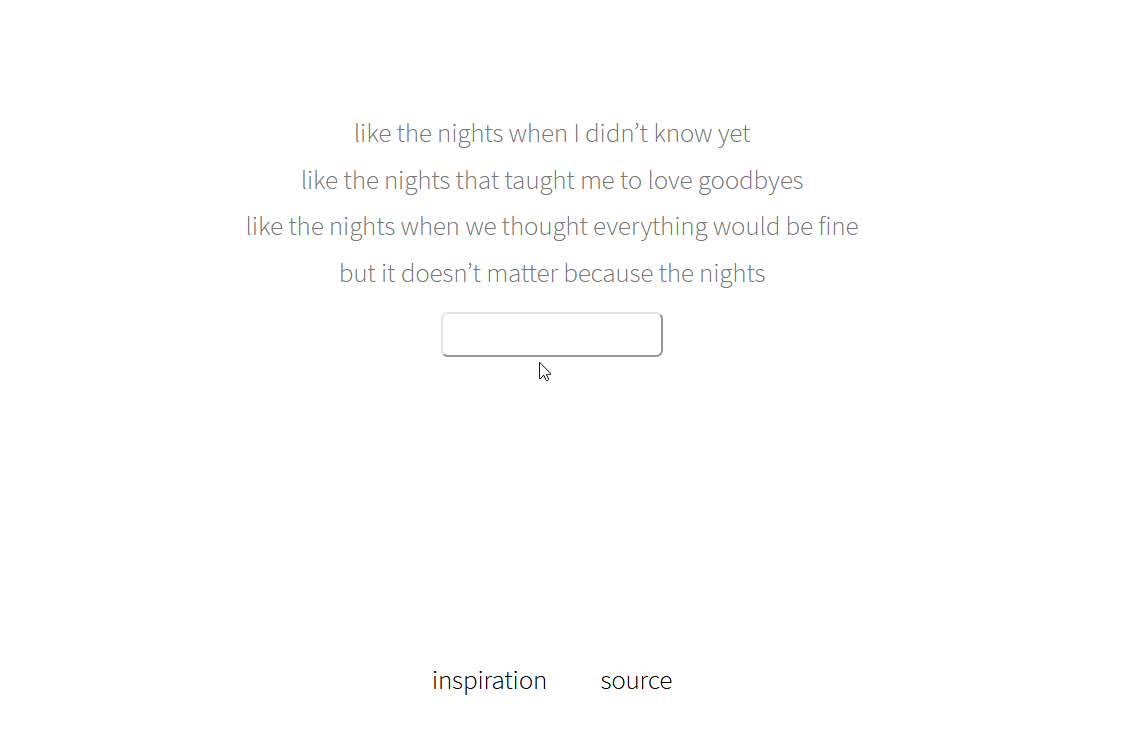 like the nights when I didn’t know yet
like the nights that taught me to love goodbyes
like the nights when we thought everything would be fine
but it doesn’t matter because the nights
inspiration source